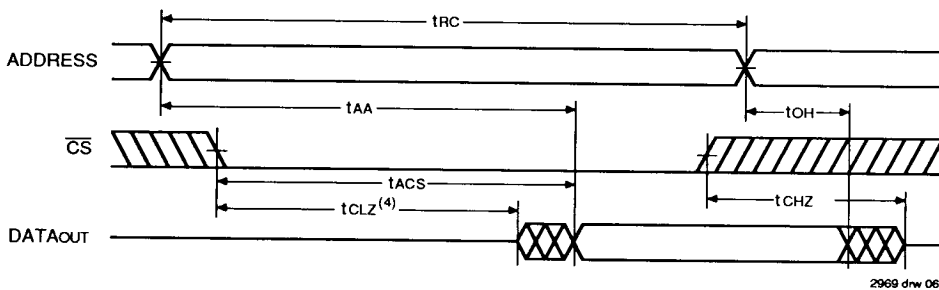 tRC
ADDRESS
tAA
tOH
CS
tACS
tCLZ(4)
tCHZ
DATAOUT
2969 drw 06